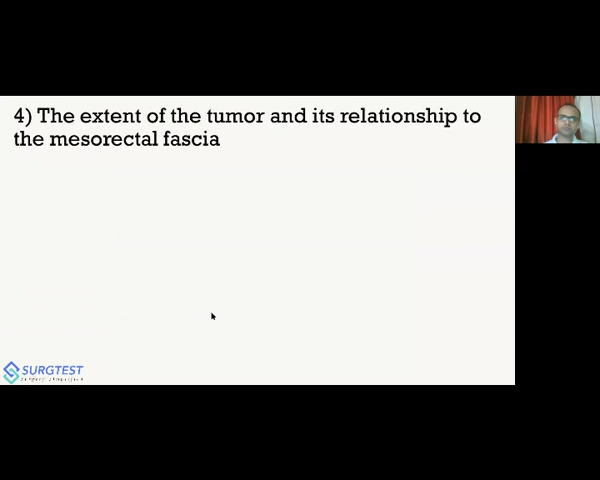 4) The extent of the tumor and its relationship to
the mesorectal fascia
SURGTEST